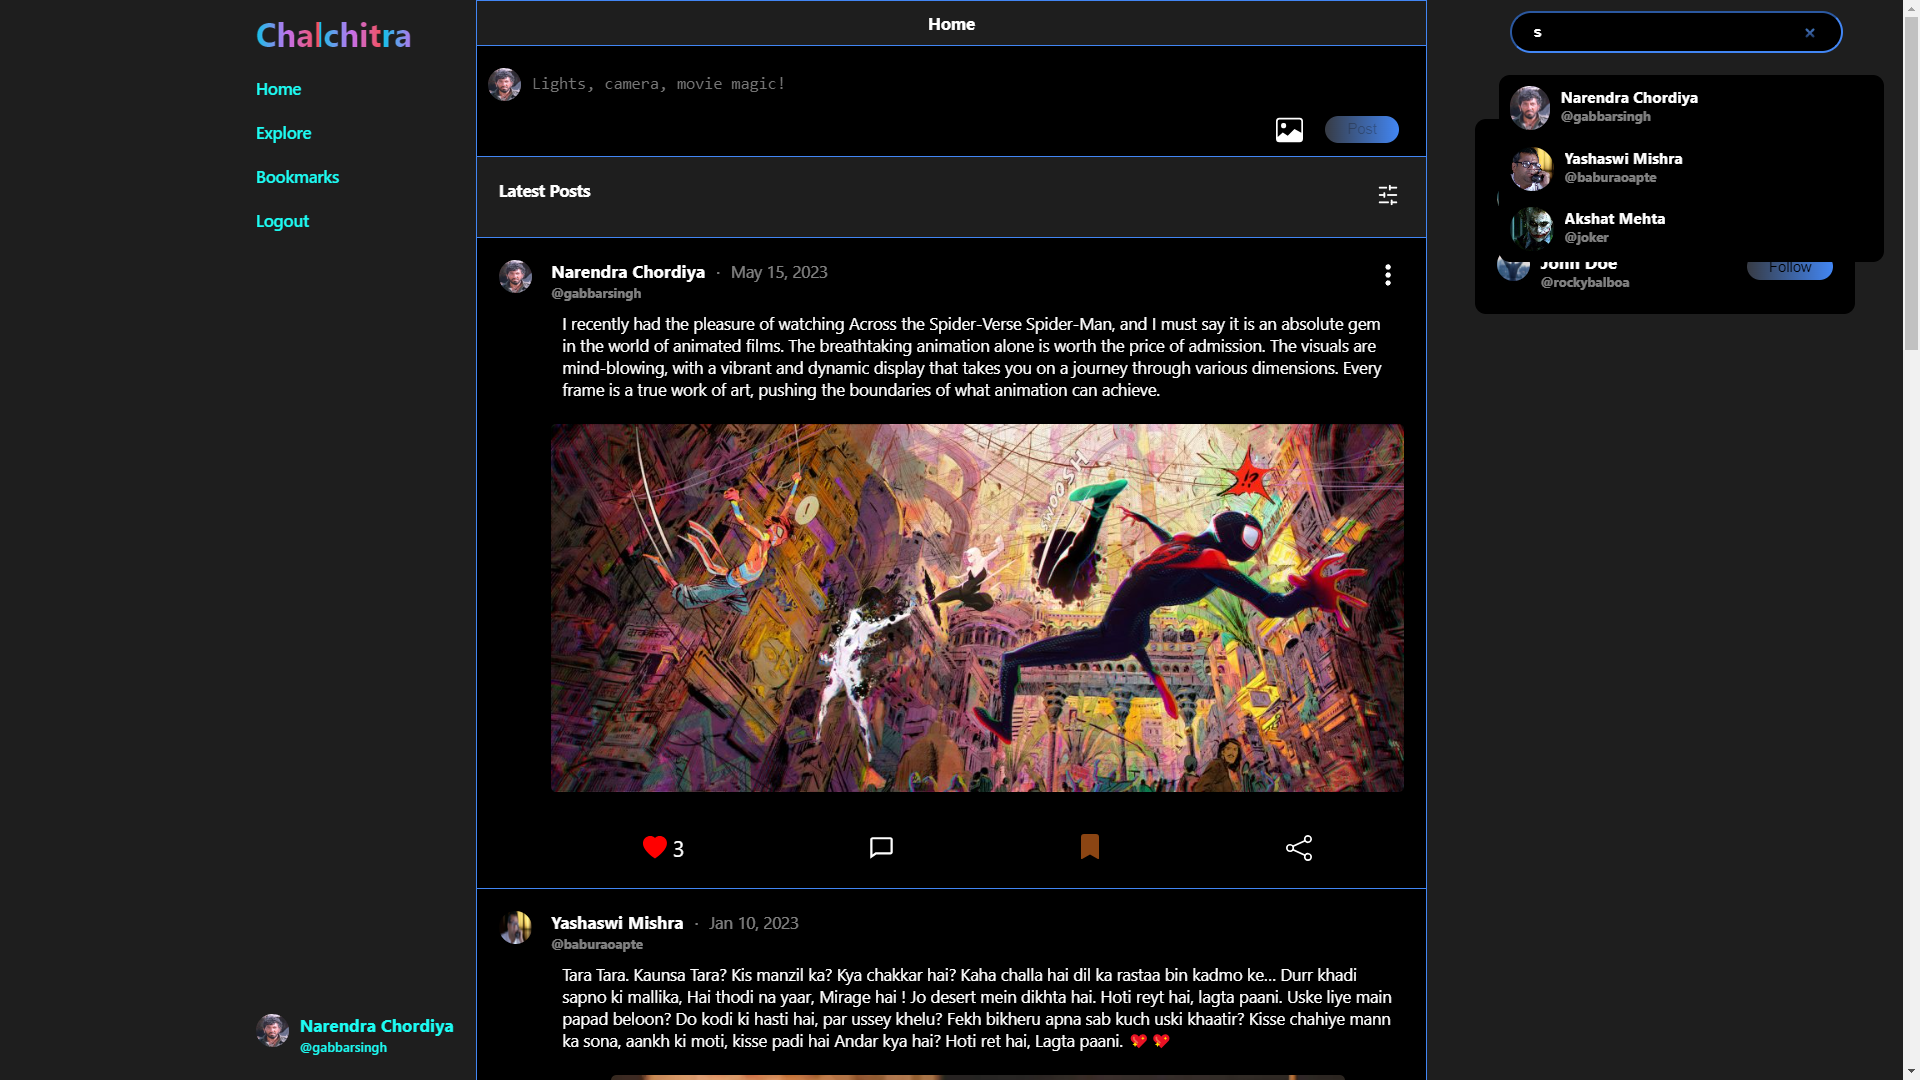 Chalchitra
Home
Explore
Bookmarks
Logout
Narendra Chordiya
@gabbarsingh
Home
Lights, camera, movie magic!
Post
Latest Posts
Narendra Chordiya · May 15, 2023
@gabbarsingh
I recently had the pleasure of watching Across the Spider-Verse Spider-Man, and I must say it is an absolute gem
in the world of animated films. The breathtaking animation alone is worth the price of admission. The visuals are
mind-blowing, with a vibrant and dynamic display that takes you on a journey through various dimensions. Every
frame is a true work of art, pushing the boundaries of what animation can achieve.
SWOOSH
!?
3
Yashaswi Mishra · Jan 10, 2023
@baburaoapte
Tara Tara. Kaunsa Tara? Kis manzil ka? Kya chakkar hai? Kaha challa hai dil ka rastaa bin kadmo ke... Durr khadi
sapno ki mallika, Hai thodi na yaar, Mirage hai ! Jo desert mein dikhta hai. Hoti reyt hai, lagta paani. Uske liye main
papad beloon? Do kodi ki hasti hai, par ussey khelu? Fekh bikheru apna sab kuch uski khaatir? Kisse chahiye mann
ka sona, aankh ki moti, kisse padi hai Andar kya hai? Hoti ret hai, Lagta paani. 💖 💖
s
Narendra Chordiya
@gabbarsingh
Yashaswi Mishra
@baburaoapte
Akshat Mehta
@joker
John Doe
@rockybalboa
Follow